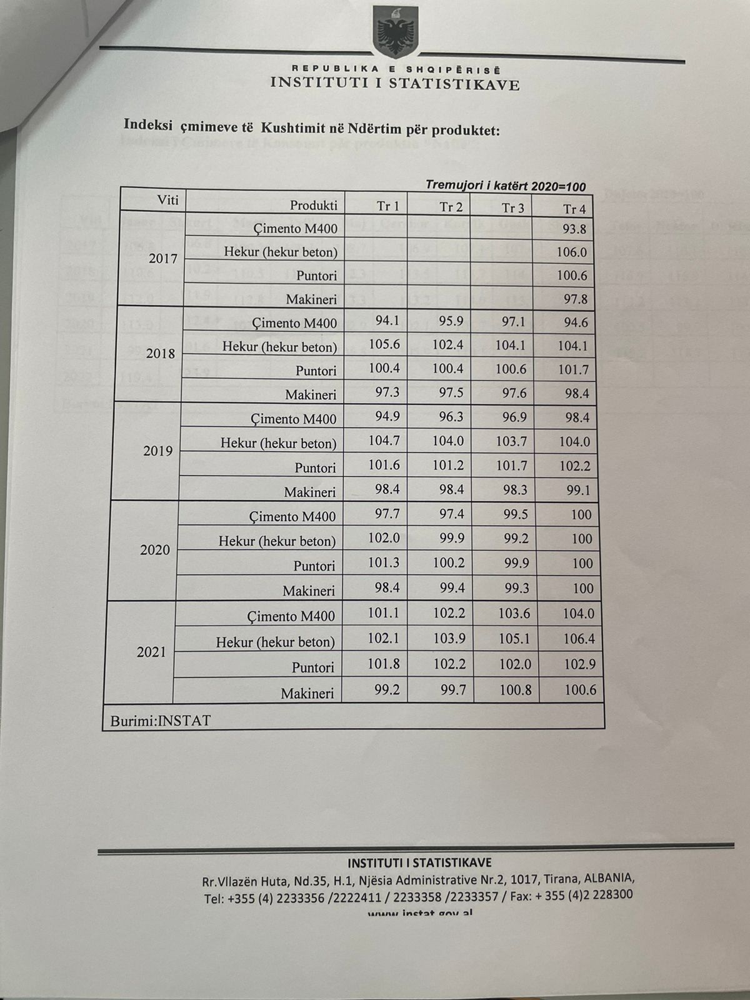 REPUBLIKA E SHQIPËRISË
INSTITUTI I STATISTIKAVE
Indeksi çmimeve të Kushtimit në Ndërtim për produktet:
Tremujori i katërt 2020=100
Viti Produkti Tr 1 Tr 2 Tr 3 Tr 4
2017
Çimento M400 93.8
Hekur (hekur beton) 106.0
Puntori 100.6
Makineri 97.8
2018
Çimento M400 94.1 95.9 97.1 94.6
Hekur (hekur beton) 105.6 102.4 104.1 104.1
Puntori 100.4 100.4 100.6 101.7
Makineri 97.3 97.5 97.6 98.4
2019
Çimento M400 94.9 96.3 96.9 98.4
Hekur (hekur beton) 104.7 104.0 103.7 104.0
Puntori 101.6 101.2 101.7 102.2
Makineri 98.4 98.4 98.3 99.1
2020
Çimento M400 97.7 97.4 99.5 100
Hekur (hekur beton) 102.0 99.9 99.2 100
Puntori 101.3 100.2 99.9 100
Makineri 98.4 99.4 99.3 100
2021
Çimento M400 101.1 102.2 103.6 104.0
Hekur (hekur beton) 102.1 103.9 105.1 106.4
Puntori 101.8 102.2 102.0 102.9
Makineri 99.2 99.7 100.8 100.6
Burimi:INSTAT
INSTITUTI I STATISTIKAVE
Rr.Vllazën Huta, Nd.35, H.1, Njësia Administrative Nr.2, 1017, Tirana, ALBANIA,
Tel: +355 (4) 2233356 /2222411 / 2233358 /2233357 / Fax: + 355 (4)2 228300
www.instat.gov.al